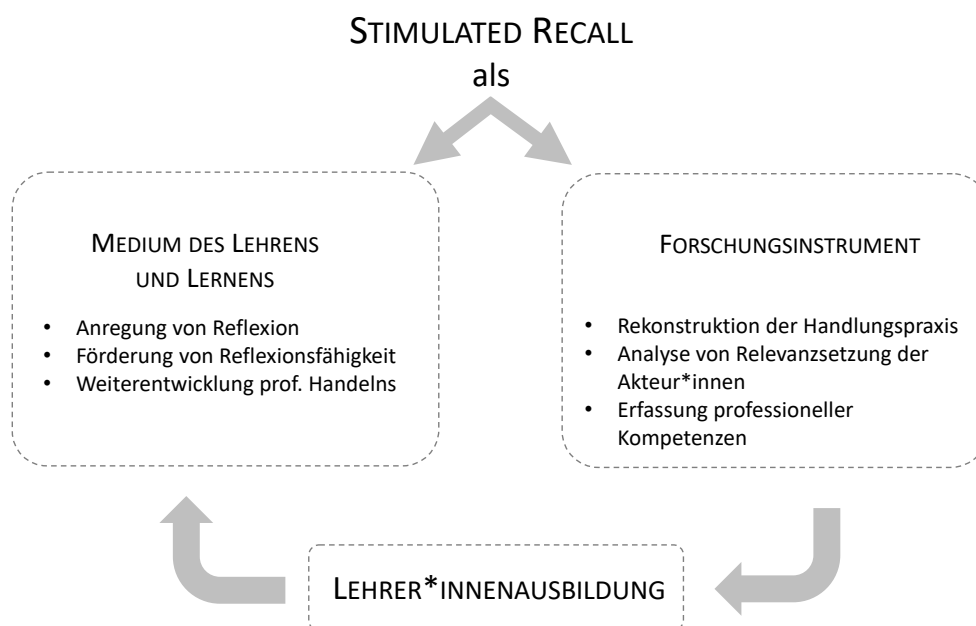 STIMULATED RECALL
als
MEDIUM DES LEHRENS
UND LERNENS
• Anregung von Reflexion
• Förderung von Reflexionsfähigkeit
• Weiterentwicklung prof. Handelns
FORSCHUNGSINSTRUMENT
• Rekonstruktion der Handlungspraxis
• Analyse von Relevanzsetzung der
Akteur*innen
• Erfassung professioneller
Kompetenzen
LEHRER*INNENAUSBILDUNG